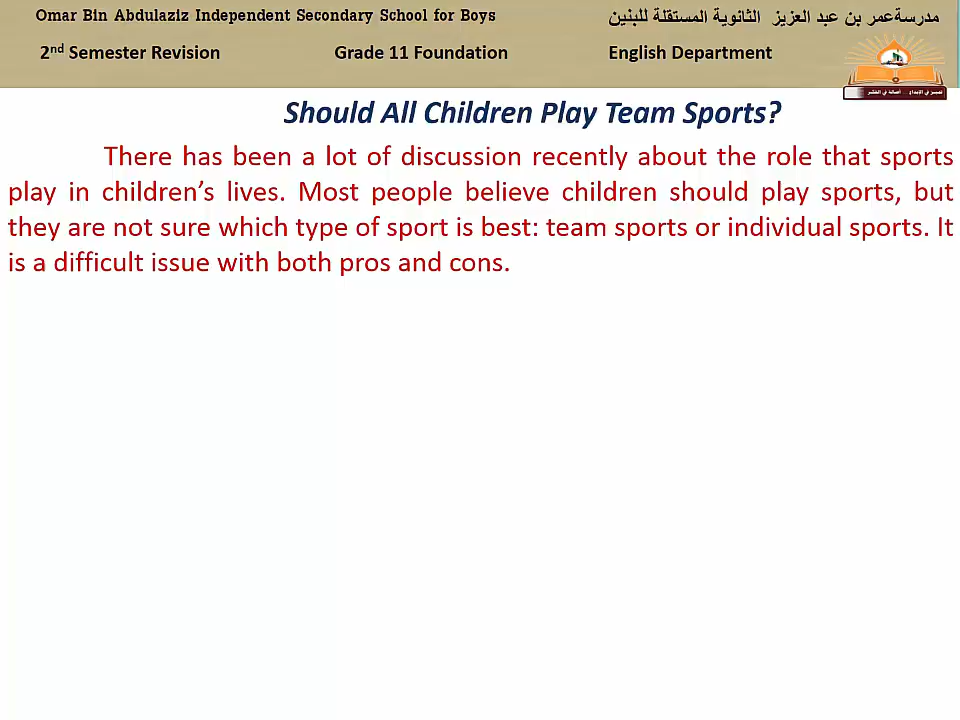 Omar Bin Abdulaziz Independent Secondary School for Boys
مدرسةعمر بن عبد العزيز الثانوية المستقلة للبنين
2nd Semester Revision Grade 11 Foundation English Department
Should All Children Play Team Sports?
There has been a lot of discussion recently about the role that sports
play in children’s lives. Most people believe children should play sports, but
they are not sure which type of sport is best: team sports or individual sports. It
is a difficult issue with both pros and cons.